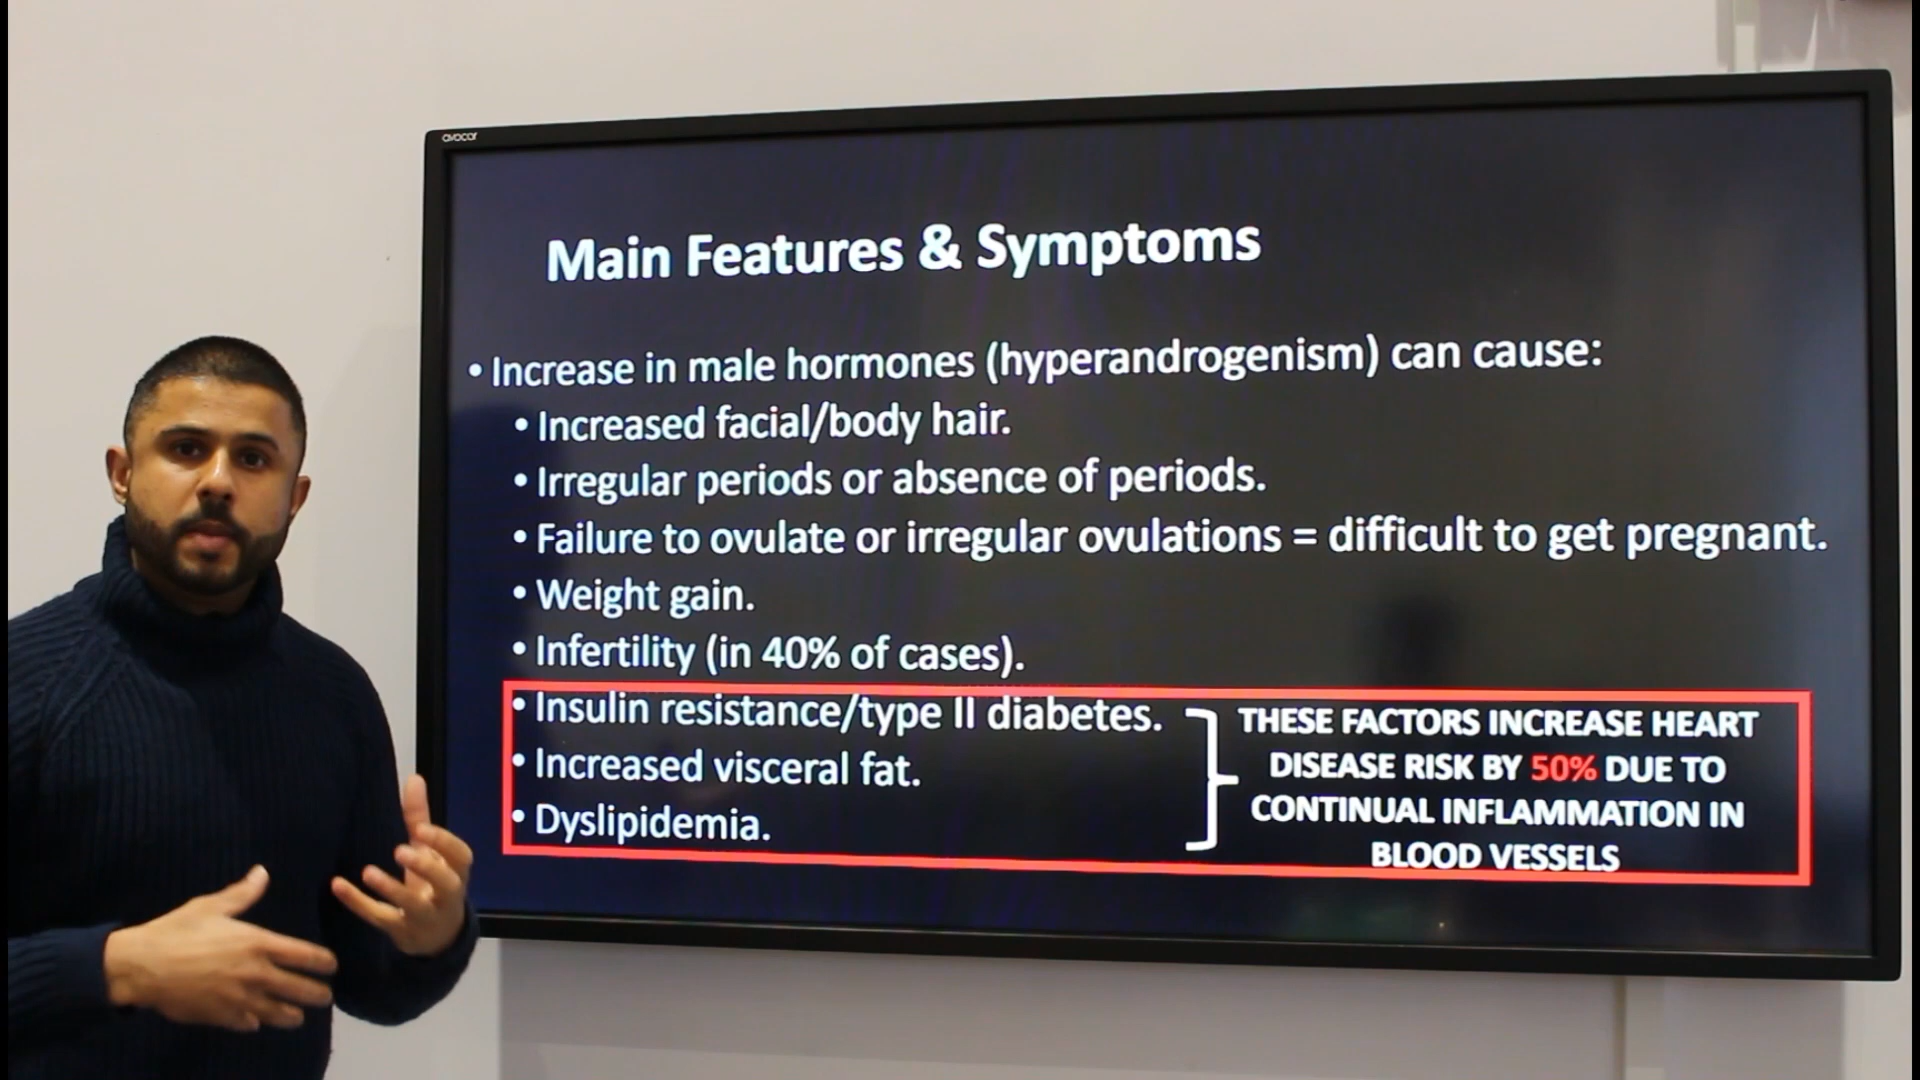 avocor
Main Features & Symptoms
• Increase in male hormones (hyperandrogenism) can cause:
• Increased facial/body hair.
• Irregular periods or absence of periods.
• Failure to ovulate or irregular ovulations = difficult to get pregnant.
• Weight gain.
• Infertility (in 40% of cases).
• Insulin resistance/type II diabetes.
• Increased visceral fat.
• Dyslipidemia.
THESE FACTORS INCREASE HEART
DISEASE RISK BY 50% DUE TO
CONTINUAL INFLAMMATION IN
BLOOD VESSELS